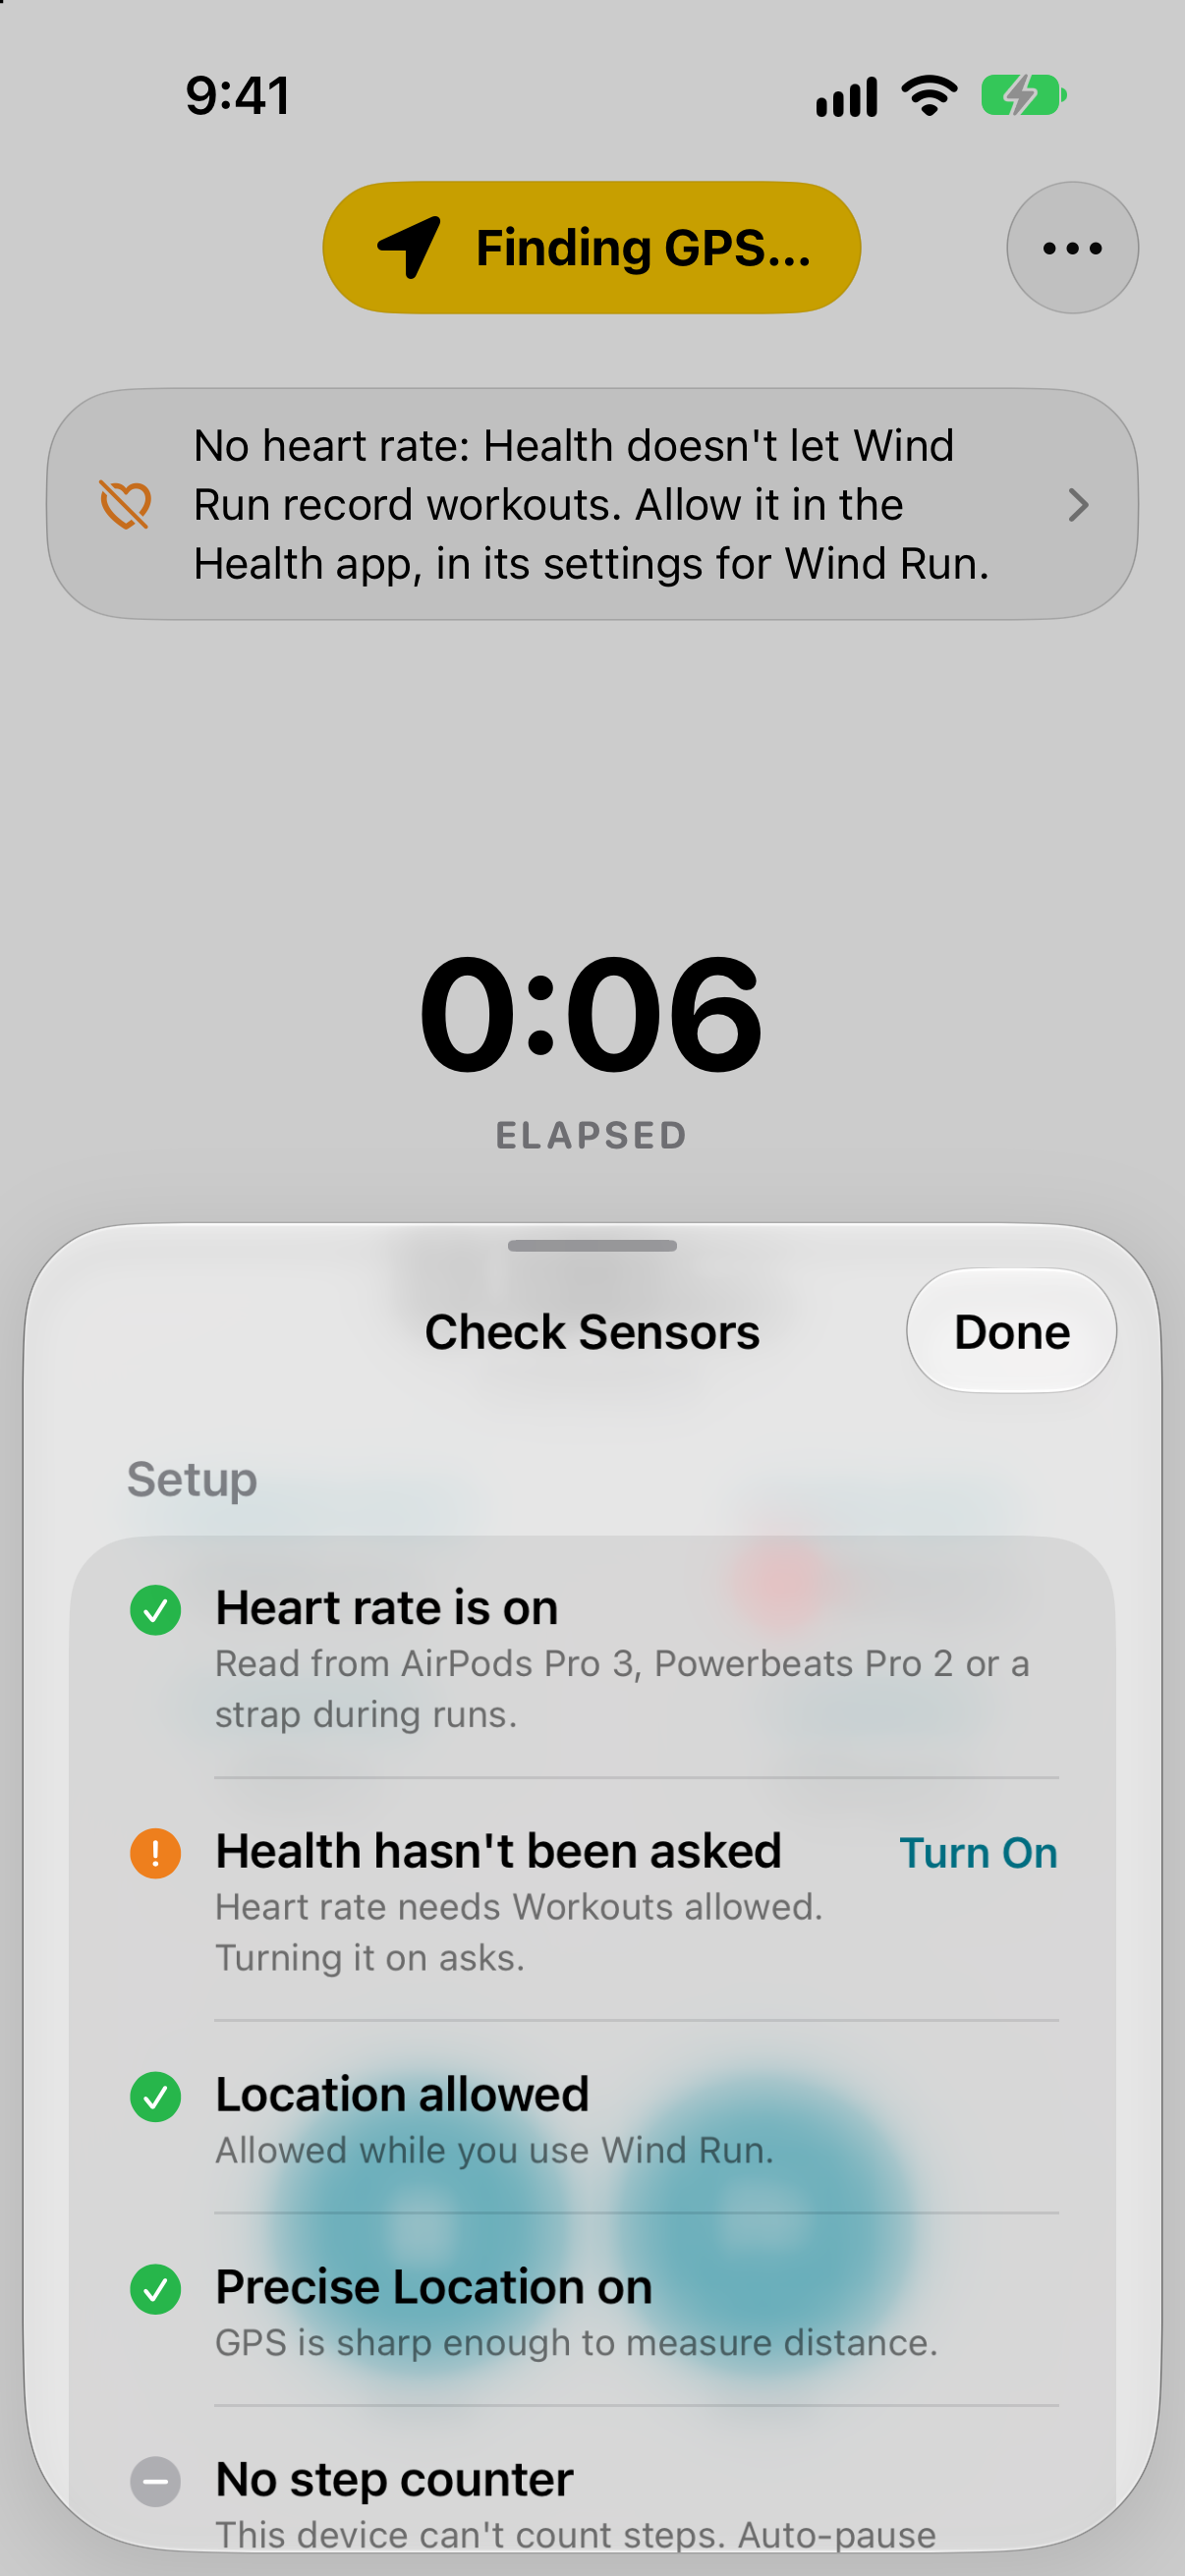 9:41
Finding GPS...
No heart rate: Health doesn't let Wind
Run record workouts. Allow it in the
Health app, in its settings for Wind Run.
0:06
ELAPSED
Check Sensors
Done
Setup
Heart rate is on
Read from AirPods Pro 3, Powerbeats Pro 2 or a
strap during runs.
Health hasn't been asked
Turn On
Heart rate needs Workouts allowed.
Turning it on asks.
Location allowed
Allowed while you use Wind Run.
Precise Location on
GPS is sharp enough to measure distance.
No step counter
This device can't count steps. Auto-pause